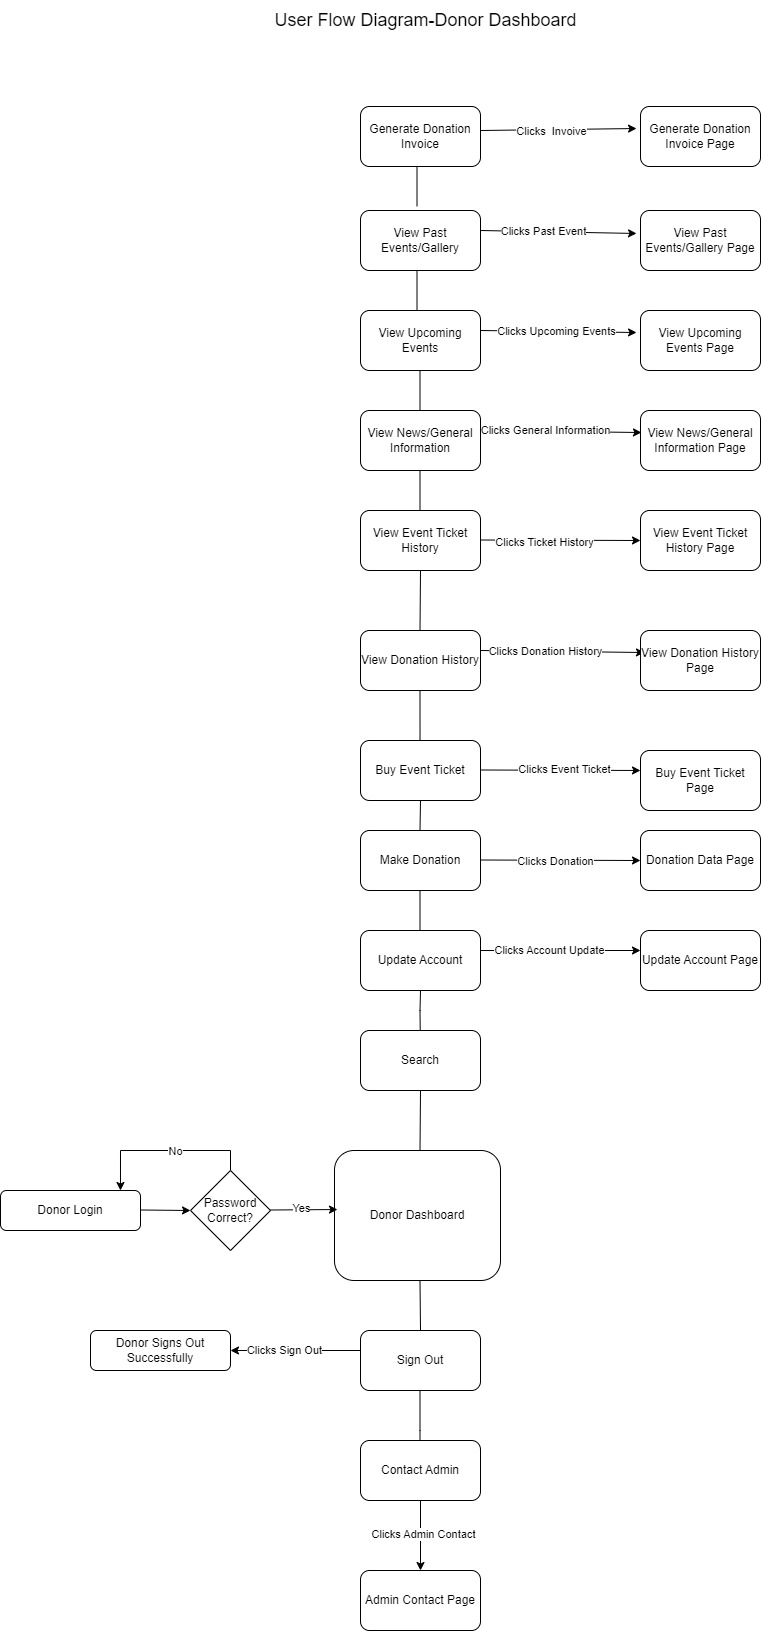 User Flow Diagram-Donor Dashboard
Generate Donation
Invoice
Clicks Invoive
Generate Donation
Invoice Page
View Past
Events/Gallery
Clicks Past Event
View Past
Events/Gallery Page
View Upcoming
Events
Clicks Upcoming Events
View Upcoming
Events Page
View News/General
Information
Clicks General Information
View News/General
Information Page
View Event Ticket
History
Clicks Ticket History
View Event Ticket
History Page
View Donation History
Clicks Donation History
View Donation History
Page
Buy Event Ticket
Clicks Event Ticket
Buy Event Ticket
Page
Make Donation
Clicks Donation
Donation Data Page
Update Account
Clicks Account Update
Update Account Page
Search
No
Donor Login
Password
Correct?
Yes
Donor Dashboard
Donor Signs Out
Successfully
Clicks Sign Out
Sign Out
Contact Admin
Clicks Admin Contact
Admin Contact Page